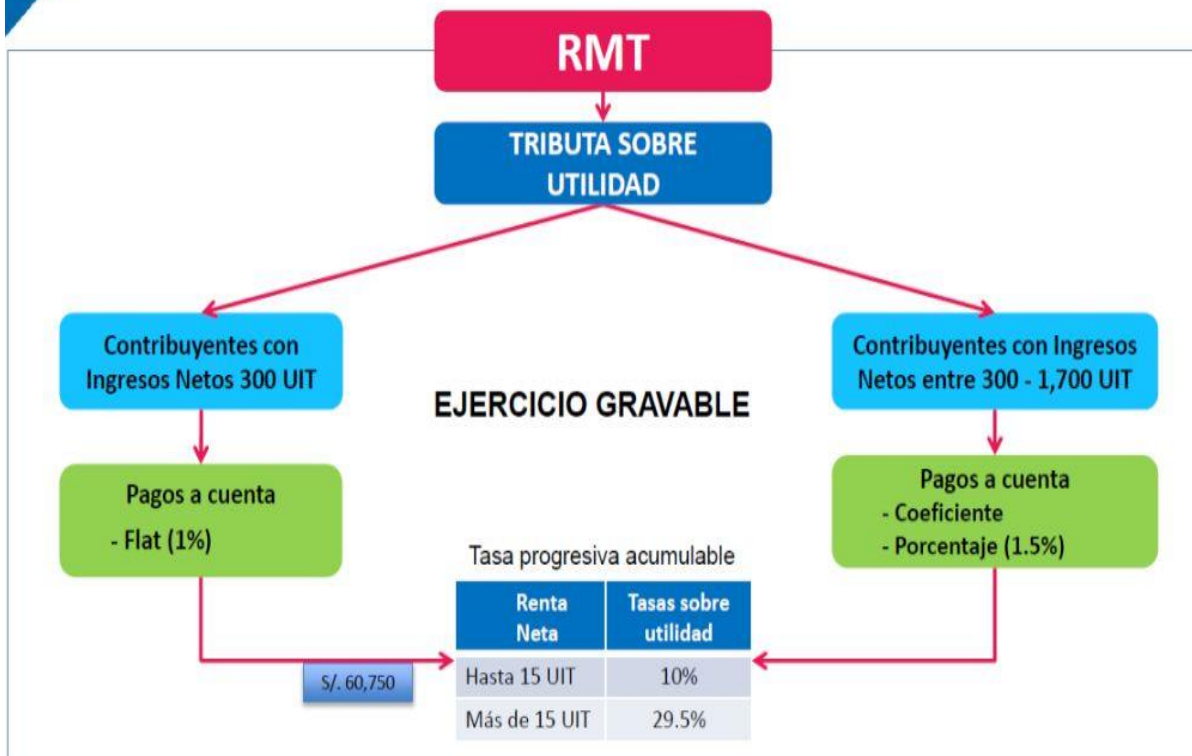 RMT
TRIBUTA SOBRE
UTILIDAD
Contribuyentes con
Ingresos Netos 300 UIT
Contribuyentes con Ingresos
Netos entre 300 - 1,700 UIT
EJERCICIO GRAVABLE
Pagos a cuenta
- Flat (1%)
Pagos a cuenta
- Coeficiente
- Porcentaje (1.5%)
Tasa progresiva acumulable
Renta Neta
Tasas sobre utilidad
S/. 60,750
Hasta 15 UIT 10%
Más de 15 UIT 29.5%